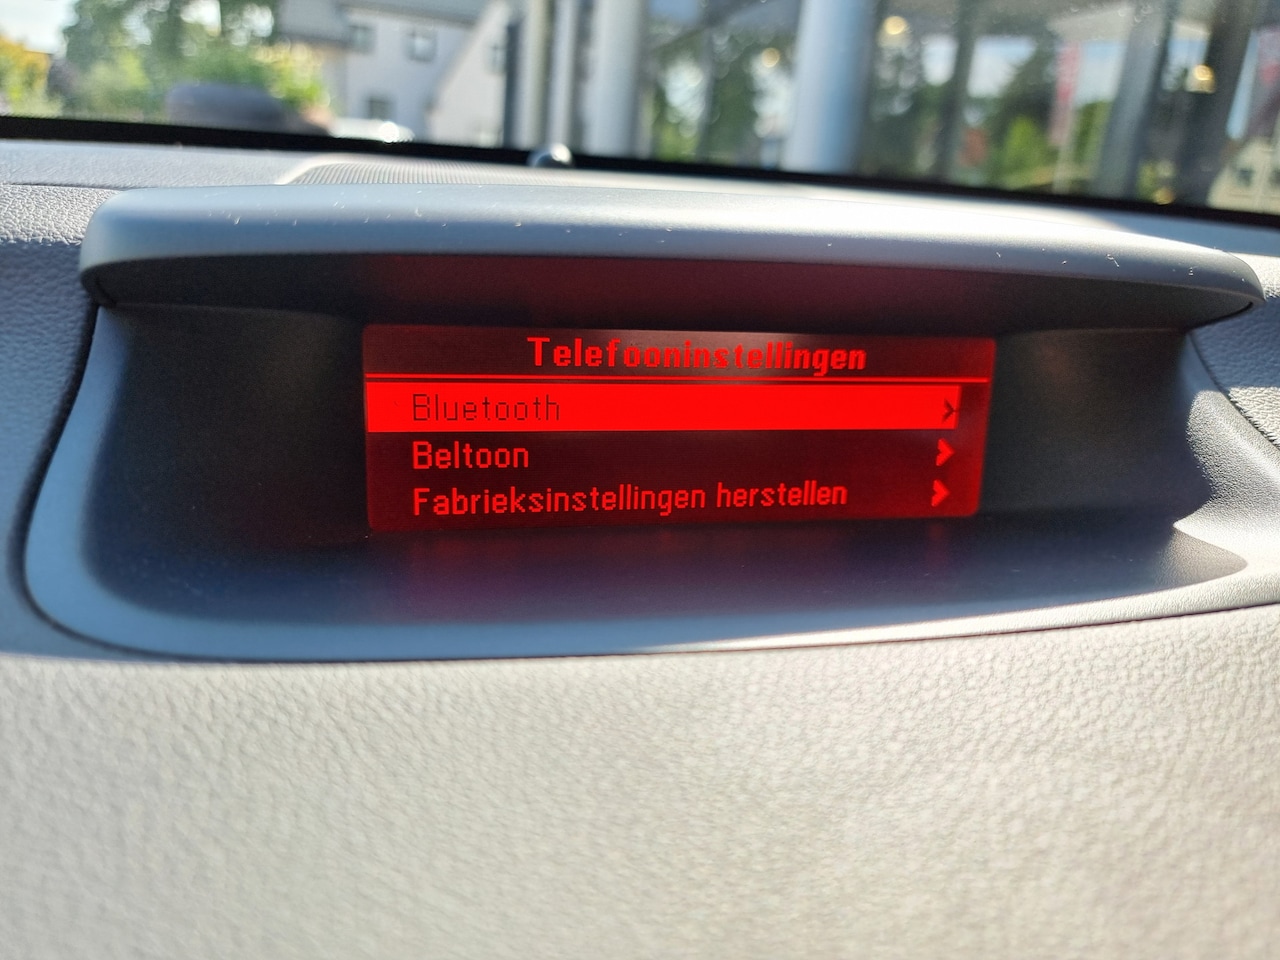 Telefooninstellingen
Bluetooth
Beltoon
Fabrieksinstellingen herstellen